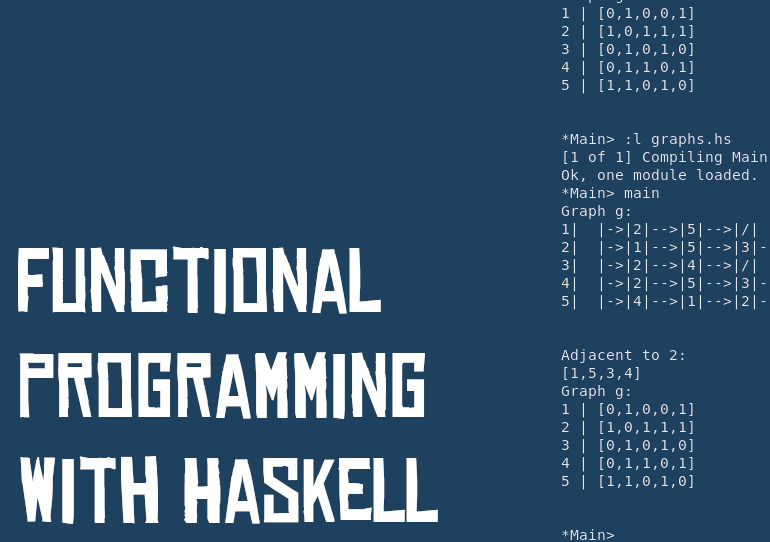 FUNCTIONAL
PROGRAMMING
WITH HASKELL
1 | [0,1,0,0,1]
2 | [1,0,1,1,1]
3 | [0,1,0,1,0]
4 | [0,1,1,0,1]
5 | [1,1,0,1,0]
*Main> :l graphs.hs
[1 of 1] Compiling Main
Ok, one module loaded.
*Main> main
Graph g:
1|  |->|2|-->|5|-->|/|
2|  |->|1|-->|5|-->|3|-
3|  |->|2|-->|4|-->|/|
4|  |->|2|-->|5|-->|3|-
5|  |->|4|-->|1|-->|2|-
Adjacent to 2:
[1,5,3,4]
Graph g:
1 | [0,1,0,0,1]
2 | [1,0,1,1,1]
3 | [0,1,0,1,0]
4 | [0,1,1,0,1]
5 | [1,1,0,1,0]
*Main>